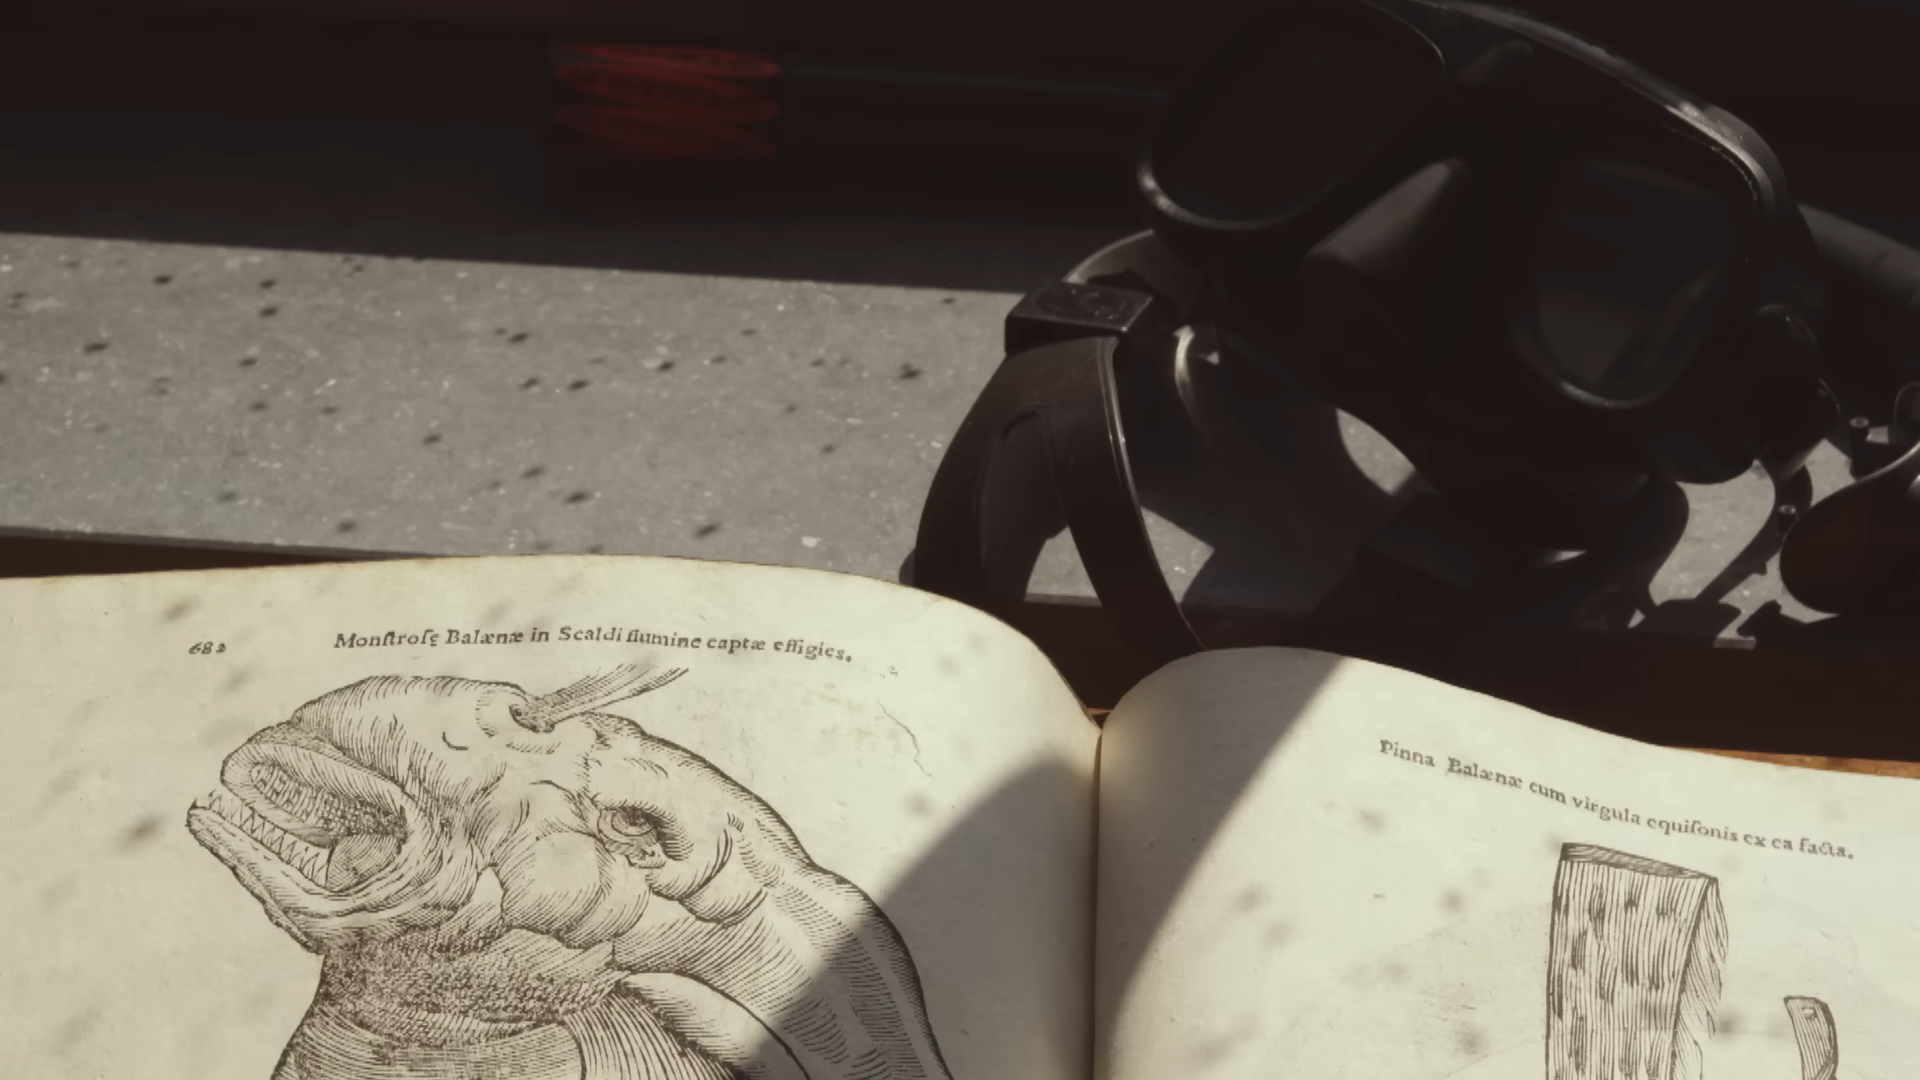 682
Monſtroſę Balænæ in Scaldi flumine captæ effigies.
Pinna Balænæ cum virgula equiſonis ex ea facta.